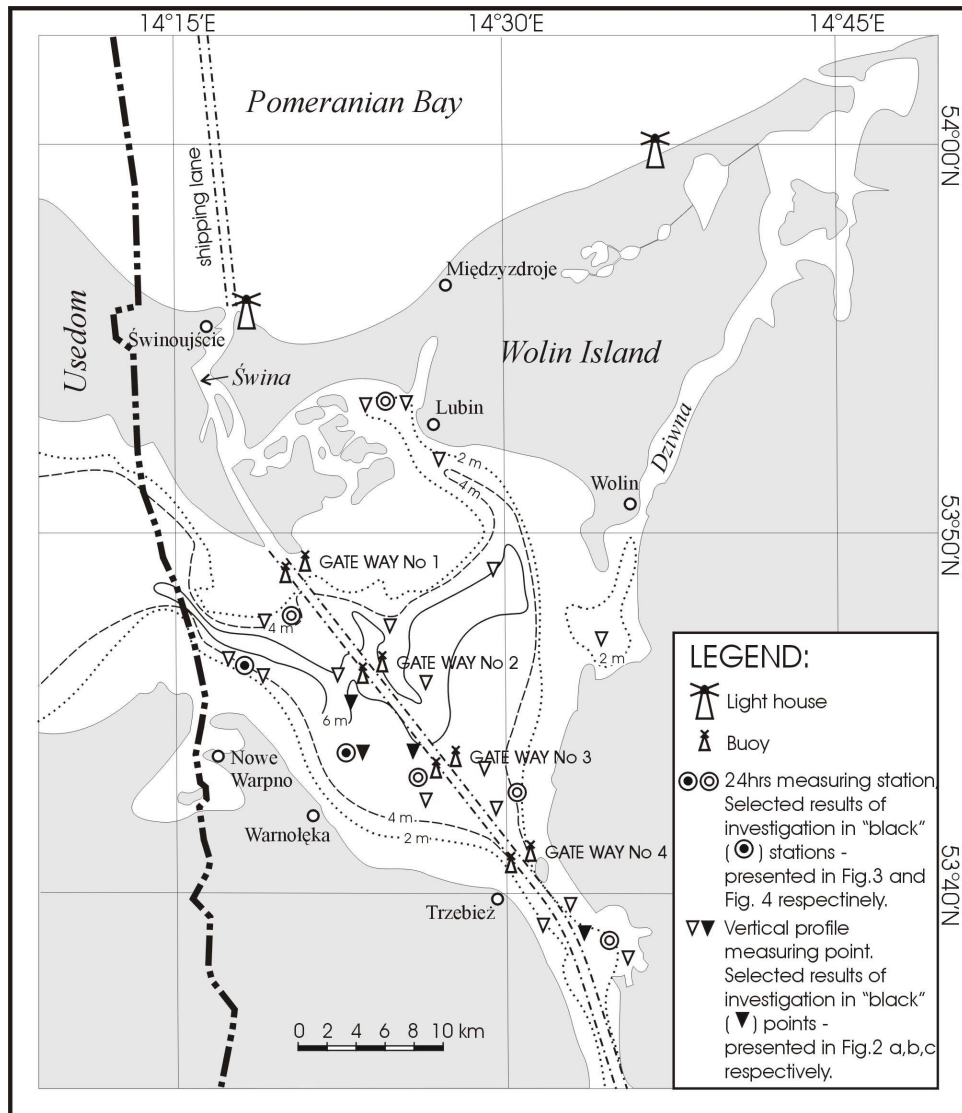 14°15'E 14°30'E 14°45'E
Pomeranian Bay
54°00'N
shipping lane
Międzyzdroje
Usedom
Świnoujście
Wolin Island
Świna
Lubin
2 m
4 m
Wolin
Dziwna
53°50'N
GATE WAY No 1
4 m
2 m
GATE WAY No 2
6 m
Nowe
Warpno
GATE WAY No 3
Warnołęka
4 m
2 m
GATE WAY No 4
53°40'N
Trzebież
0 2 4 6 8 10 km
LEGEND:
Light house
Buoy
24hrs measuring station,
Selected results of
investigation in "black"
( ) stations -
presented in Fig.3 and
Fig. 4 respectinely.
Vertical profile
measuring point.
Selected results of
investigation in "black"
( ) points -
presented in Fig.2 a,b,c
respectively.